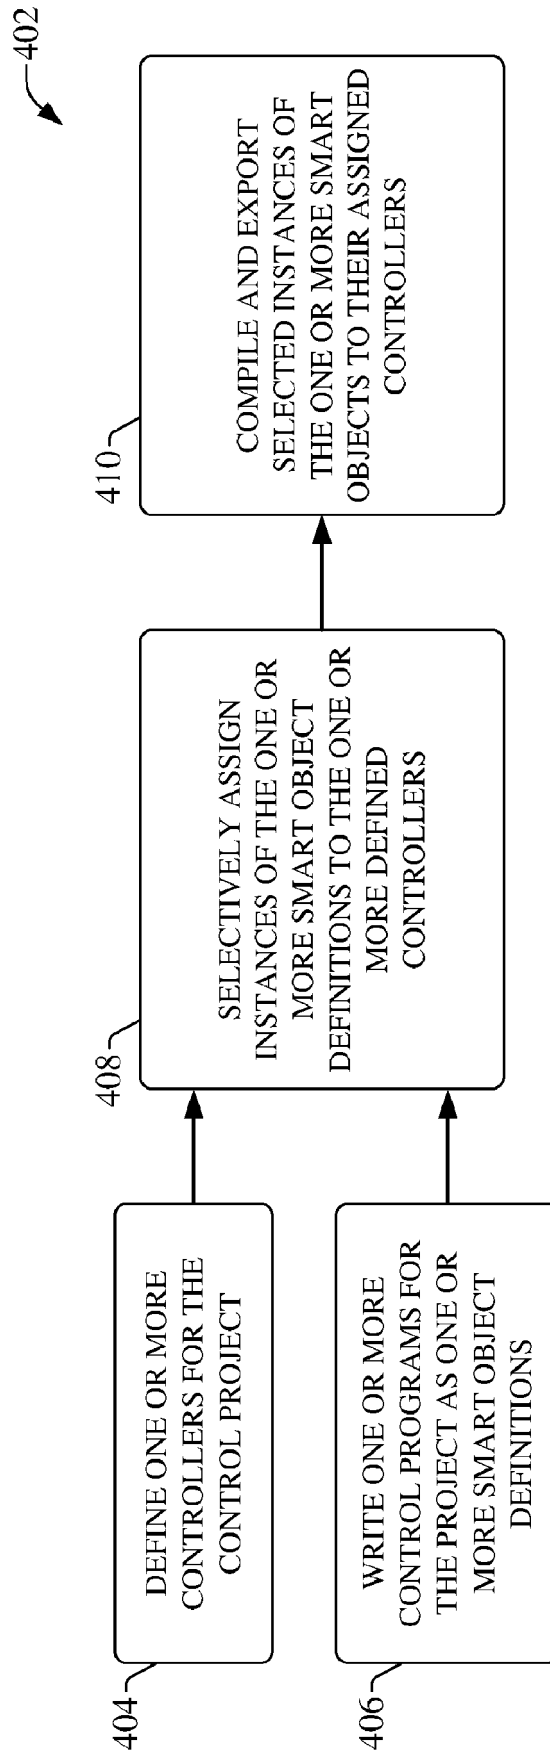 402
404
DEFINE ONE OR MORE
CONTROLLERS FOR THE
CONTROL PROJECT
406
WRITE ONE OR MORE
CONTROL PROGRAMS FOR
THE PROJECT AS ONE OR
MORE SMART OBJECT
DEFINITIONS
408
SELECTIVELY ASSIGN
INSTANCES OF THE ONE OR
MORE SMART OBJECT
DEFINITIONS TO THE ONE OR
MORE DEFINED
CONTROLLERS
410
COMPILE AND EXPORT
SELECTED INSTANCES OF
THE ONE OR MORE SMART
OBJECTS TO THEIR ASSIGNED
CONTROLLERS